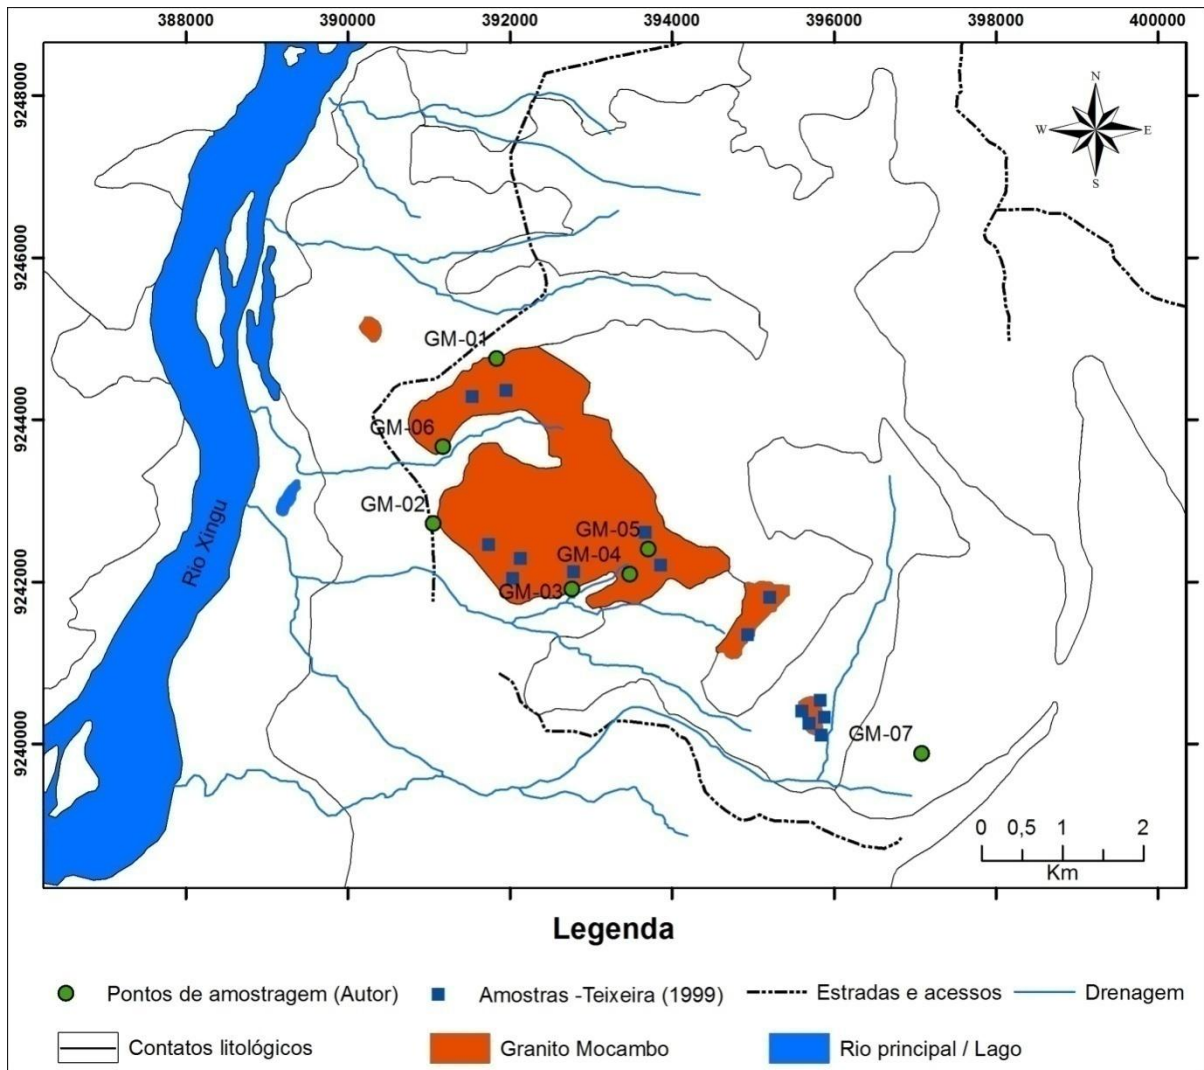 388000 390000 392000 394000 396000 398000 400000
9248000
9246000
9244000
9242000
9240000
N
W E
S
GM-01
GM-06
GM-02
GM-05
GM-04
GM-03
GM-07
Rio Xingu
0 0,5 1 2
Km
Legenda
Pontos de amostragem (Autor) Amostras -Teixeira (1999) Estradas e acessos Drenagem
Contatos litológicos Granito Mocambo Rio principal / Lago